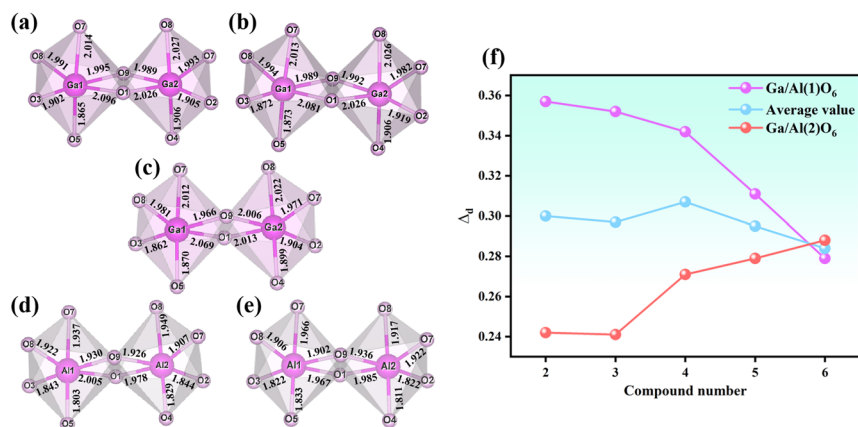 (a)
O7
O8
O8
2.014
2.027
O7
1.991
1.995
O9
1.989
1.993
Ga1
Ga2
O3
1.902
2.096
O1
2.026
1.905
O2
1.865
1.906
O5
O4
(b)
O7
O8
O8
2.013
2.026
O7
1.994
1.989
O9
1.992
1.982
Ga1
Ga2
O3
1.872
2.081
O1
2.026
1.919
O2
1.873
1.906
O5
O4
(c)
O7
O8
O8
2.012
2.022
O7
1.981
1.966
O9
2.006
1.971
Ga1
Ga2
O3
1.862
2.069
O1
2.013
1.904
O2
1.870
1.899
O5
O4
(d)
O7
O8
O8
1.937
1.949
O7
1.922
1.930
O9
1.926
1.907
Al1
Al2
O3
1.843
2.005
O1
1.978
1.844
O2
1.803
1.829
O5
O4
(e)
O7
O8
O8
1.966
1.917
O7
1.906
1.902
O9
1.936
1.922
Al1
Al2
O3
1.822
1.967
O1
1.985
1.822
O2
1.833
1.811
O5
O4
(f)
Ga/Al(1)O₆
Average value
Ga/Al(2)O₆
0.36
0.34
0.32
0.30
0.28
0.26
0.24
Δd
2 3 4 5 6
Compound number